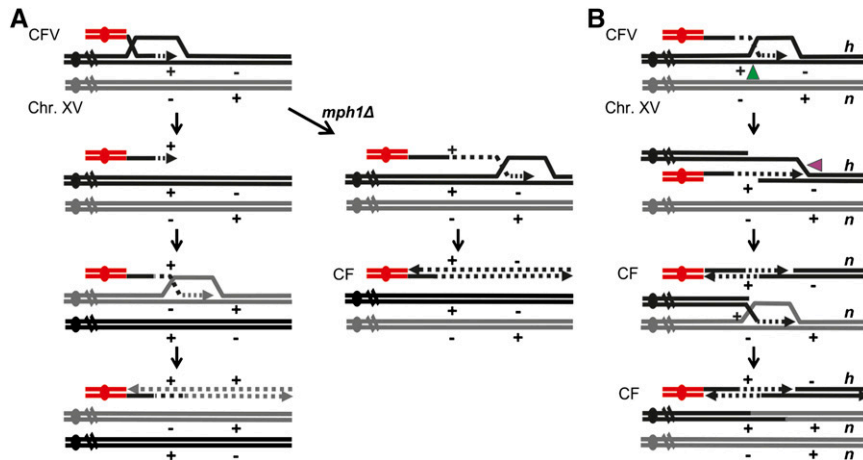 A
CFV
+ -
- +
Chr. XV
mph1Δ
+
+ -
- +
+
+ -
- +
+
- +
+ -
CF
+ -
+ -
- +
+ +
- +
+ -
B
CFV
h
+ -
n
- +
Chr. XV
h
+ -
n
- +
CF
h
+ -
n
+
- +
CF
+ - h
n
+ +
n
- +